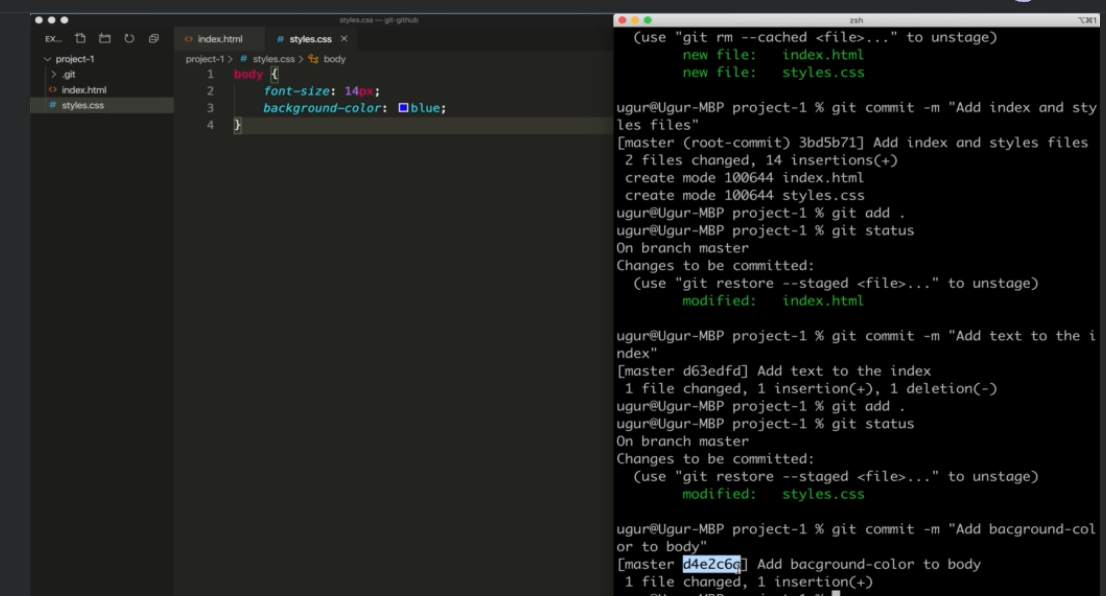 styles.css — git-github
EX...
index.html
# styles.css ×
project-1
project-1 > # styles.css > body
> .git
<> index.html
# styles.css
1 body {
2 font-size: 14px;
3 background-color: blue;
4 }
zsh
⌥⌘1
(use "git rm --cached <file>..." to unstage)
new file: index.html
new file: styles.css
ugur@Ugur-MBP project-1 % git commit -m "Add index and sty
les files"
[master (root-commit) 3bd5b71] Add index and styles files
2 files changed, 14 insertions(+)
create mode 100644 index.html
create mode 100644 styles.css
ugur@Ugur-MBP project-1 % git add .
ugur@Ugur-MBP project-1 % git status
On branch master
Changes to be committed:
(use "git restore --staged <file>..." to unstage)
modified: index.html
ugur@Ugur-MBP project-1 % git commit -m "Add text to the i
ndex"
[master d63edfd] Add text to the index
1 file changed, 1 insertion(+), 1 deletion(-)
ugur@Ugur-MBP project-1 % git add .
ugur@Ugur-MBP project-1 % git status
On branch master
Changes to be committed:
(use "git restore --staged <file>..." to unstage)
modified: styles.css
ugur@Ugur-MBP project-1 % git commit -m "Add bacground-col
or to body"
[master ] Add bacground-color to body
1 file changed, 1 insertion(+)